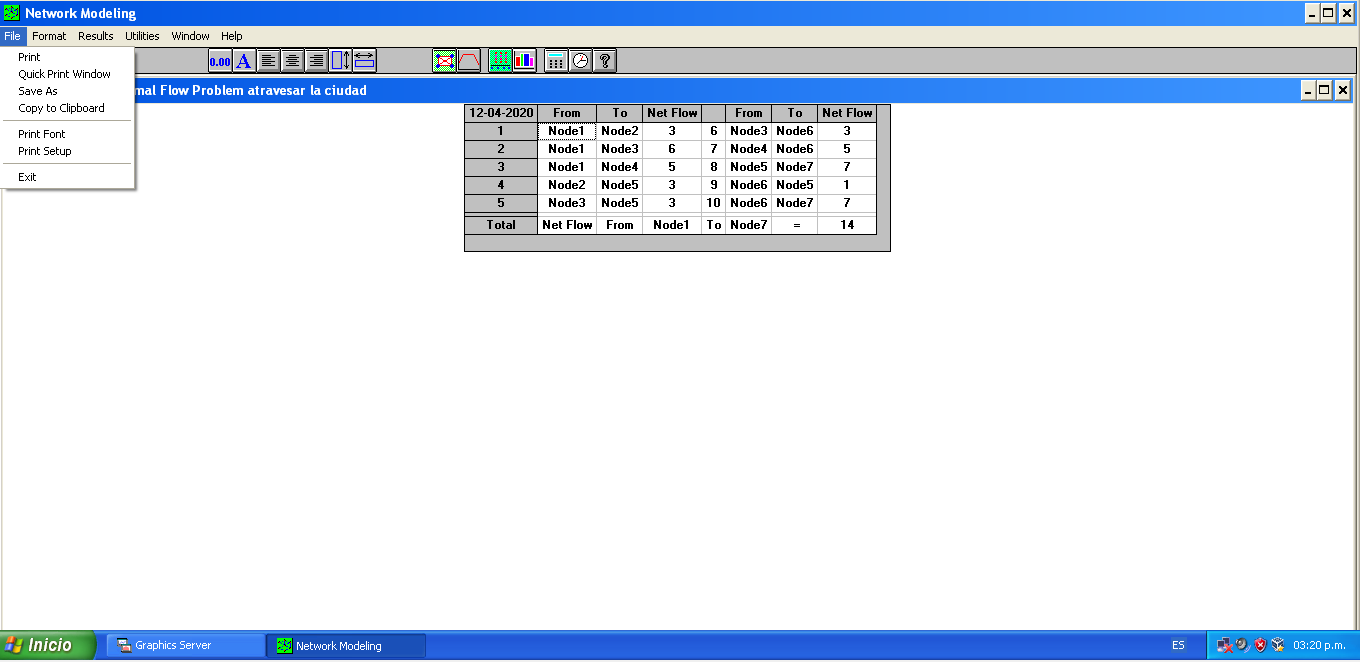 Network Modeling
File Format Results Utilities Window Help
0.00 A ?
Print
Quick Print Window
Save As
Copy to Clipboard
Print Font
Print Setup
Exit
mal Flow Problem atravesar la ciudad
12-04-2020 From To Net Flow From To Net Flow
1 Node1 Node2 3 6 Node3 Node6 3
2 Node1 Node3 6 7 Node4 Node6 5
3 Node1 Node4 5 8 Node5 Node7 7
4 Node2 Node5 3 9 Node6 Node5 1
5 Node3 Node5 3 10 Node6 Node7 7
Total Net Flow From Node1 To Node7 = 14
Inicio Graphics Server Network Modeling ES 03:20 p.m.